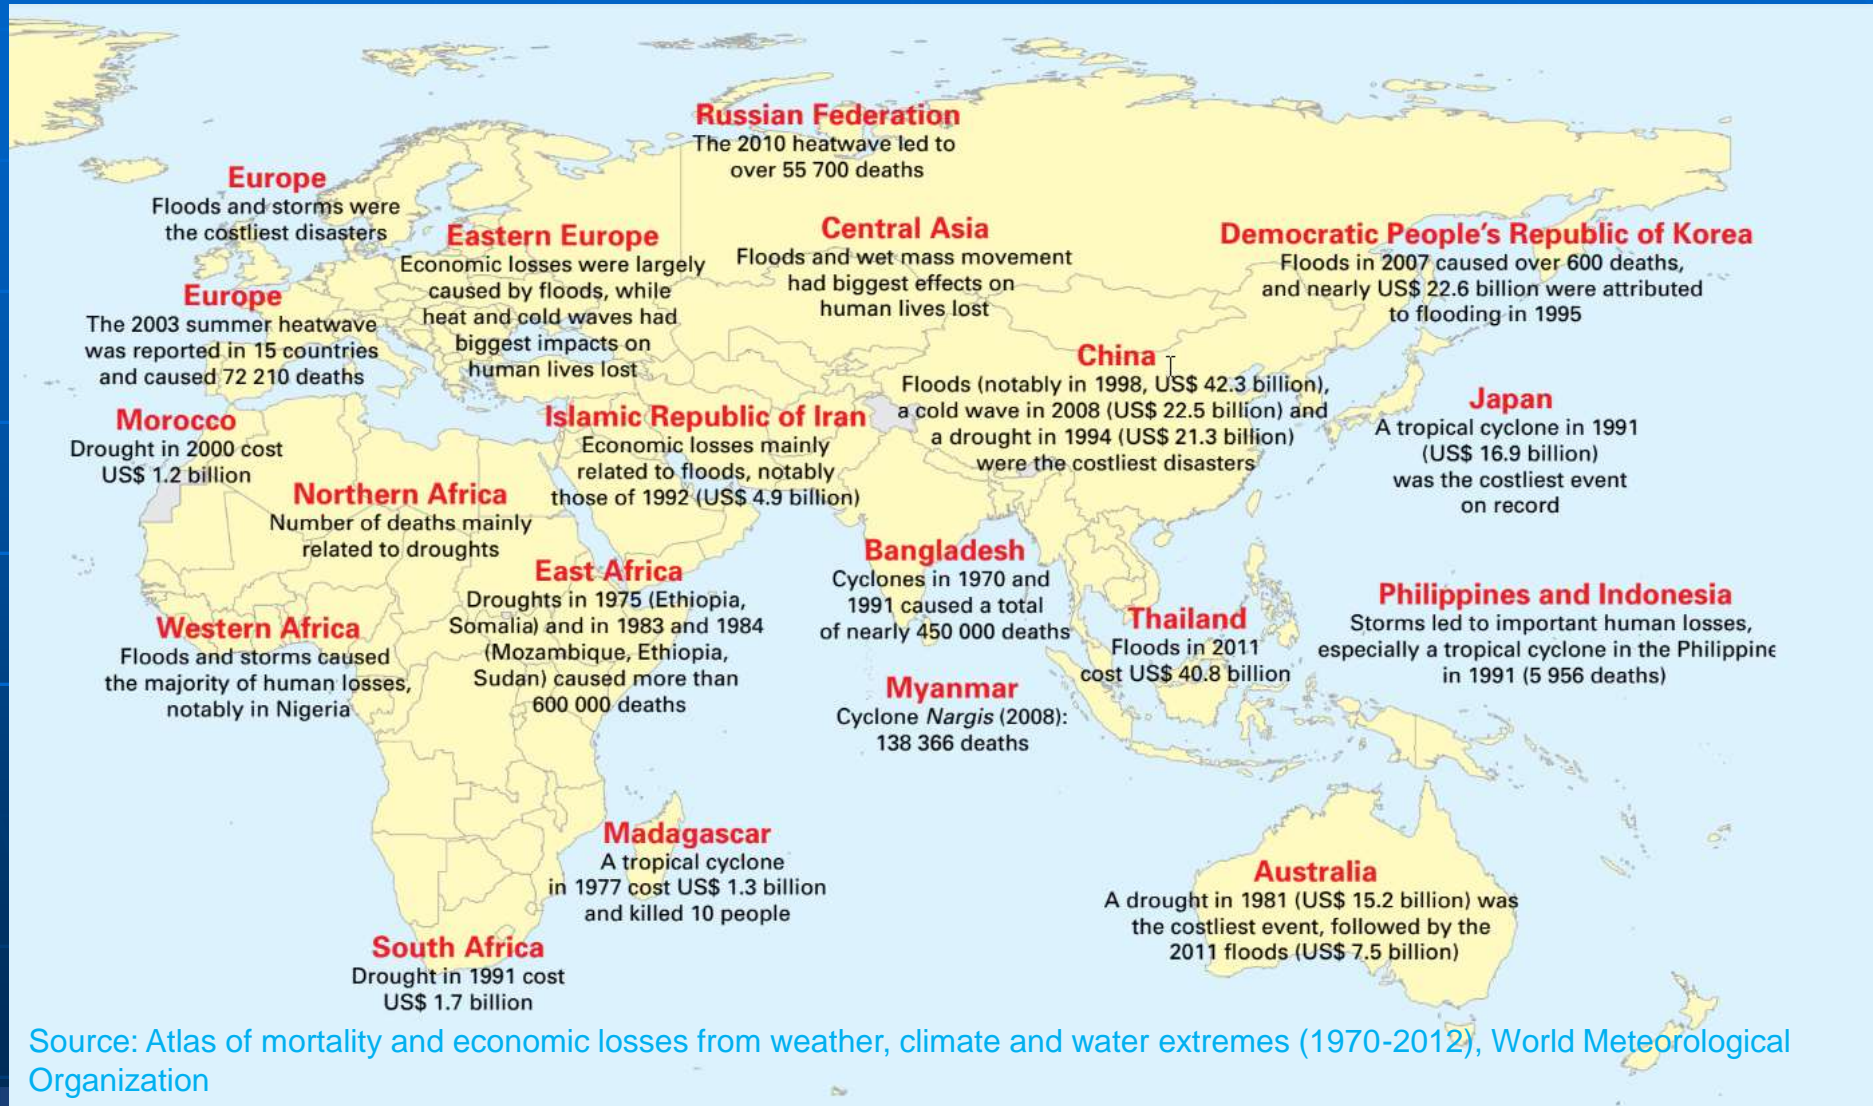 Russian Federation
The 2010 heatwave led to
over 55 700 deaths
Europe
Floods and storms were
the costliest disasters
Eastern Europe
Economic losses were largely
caused by floods, while
heat and cold waves had
biggest impacts on
human lives lost
Central Asia
Floods and wet mass movement
had biggest effects on
human lives lost
Democratic People's Republic of Korea
Floods in 2007 caused over 600 deaths,
and nearly US$ 22.6 billion were attributed
to flooding in 1995
Europe
The 2003 summer heatwave
was reported in 15 countries
and caused 72 210 deaths
China
Floods (notably in 1998, US$ 42.3 billion),
a cold wave in 2008 (US$ 22.5 billion) and
a drought in 1994 (US$ 21.3 billion)
were the costliest disasters
Japan
A tropical cyclone in 1991
(US$ 16.9 billion)
was the costliest event
on record
Morocco
Drought in 2000 cost
US$ 1.2 billion
Islamic Republic of Iran
Economic losses mainly
related to floods, notably
those of 1992 (US$ 4.9 billion)
Northern Africa
Number of deaths mainly
related to droughts
East Africa
Droughts in 1975 (Ethiopia,
Somalia) and in 1983 and 1984
(Mozambique, Ethiopia,
Sudan) caused more than
600 000 deaths
Bangladesh
Cyclones in 1970 and
1991 caused a total
of nearly 450 000 deaths
Thailand
Floods in 2011
cost US$ 40.8 billion
Philippines and Indonesia
Storms led to important human losses,
especially a tropical cyclone in the Philippine
in 1991 (5 956 deaths)
Western Africa
Floods and storms caused
the majority of human losses,
notably in Nigeria
Myanmar
Cyclone Nargis (2008):
138 366 deaths
Madagascar
A tropical cyclone
in 1977 cost US$ 1.3 billion
and killed 10 people
Australia
A drought in 1981 (US$ 15.2 billion) was
the costliest event, followed by the
2011 floods (US$ 7.5 billion)
South Africa
Drought in 1991 cost
US$ 1.7 billion
Source: Atlas of mortality and economic losses from weather, climate and water extremes (1970-2012), World Meteorological
Organization